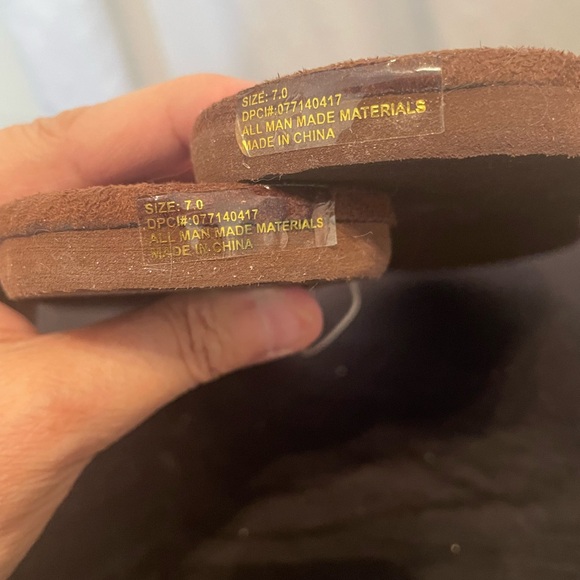 SIZE: 7.0
DPCI#:077140417
ALL MAN MADE MATERIALS
MADE IN CHINA
SIZE: 7.0
DPCI#:077140417
ALL MAN MADE MATERIALS
MADE IN CHINA